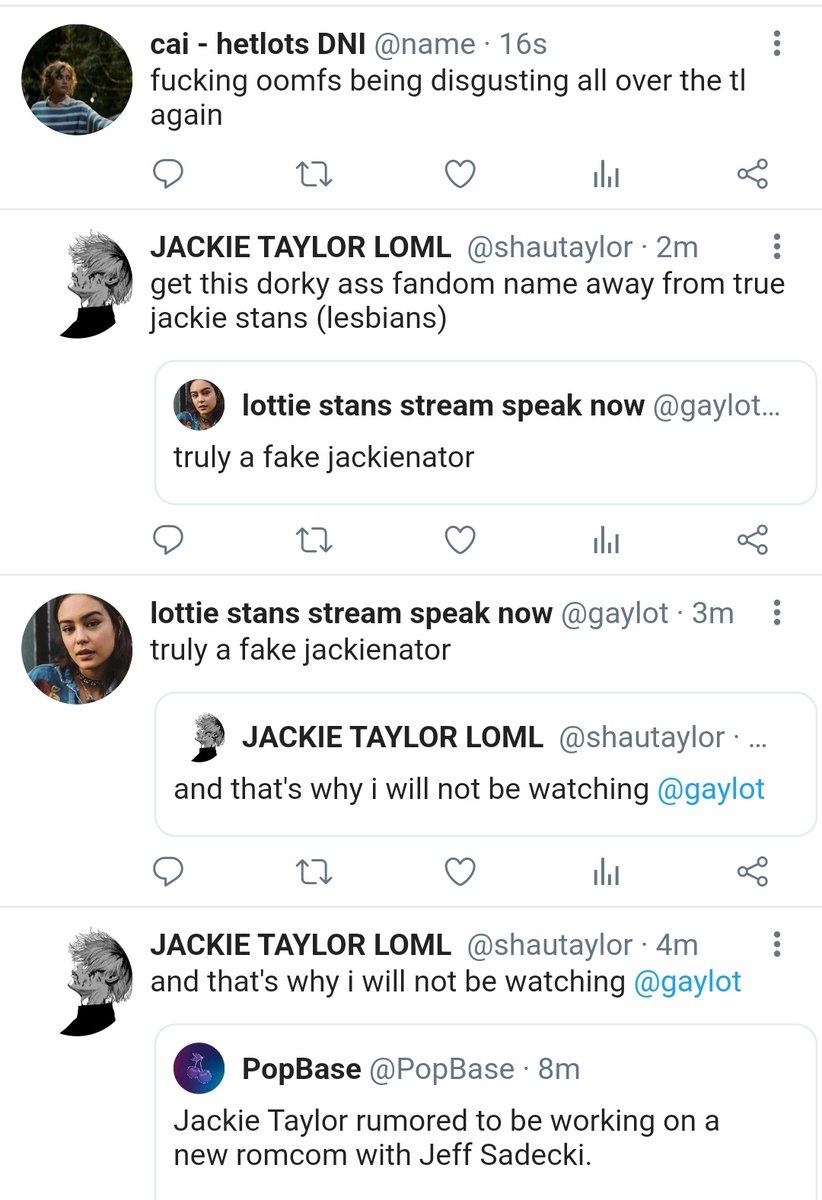 cai - hetlots DNI @name · 16s
fucking oomfs being disgusting all over the tl
again
JACKIE TAYLOR LOML @shautaylor · 2m
get this dorky ass fandom name away from true
jackie stans (lesbians)
lottie stans stream speak now @gaylot...
truly a fake jackienator
lottie stans stream speak now @gaylot · 3m
truly a fake jackienator
JACKIE TAYLOR LOML @shautaylor · ...
and that's why i will not be watching @gaylot
JACKIE TAYLOR LOML @shautaylor · 4m
and that's why i will not be watching @gaylot
PopBase @PopBase · 8m
Jackie Taylor rumored to be working on a
new romcom with Jeff Sadecki.